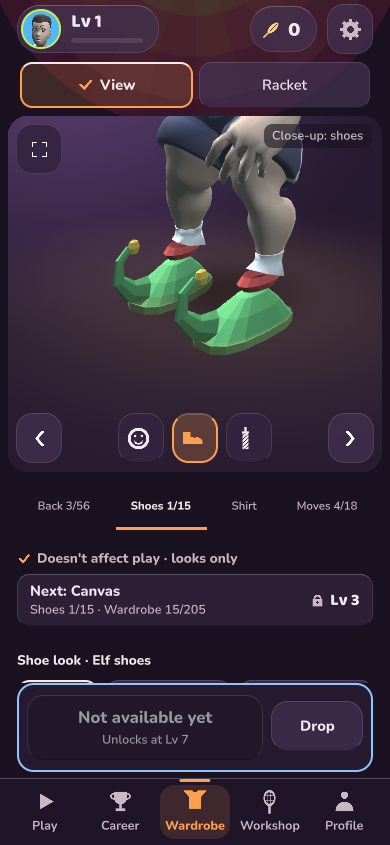 Lv 1
0
View
Racket
Close-up: shoes
Back 3/56
Shoes 1/15
Shirt
Moves 4/18
Doesn't affect play · looks only
Next: Canvas
Shoes 1/15 · Wardrobe 15/205
Lv 3
Shoe look · Elf shoes
Not available yet
Unlocks at Lv 7
Drop
Play
Career
Wardrobe
Workshop
Profile